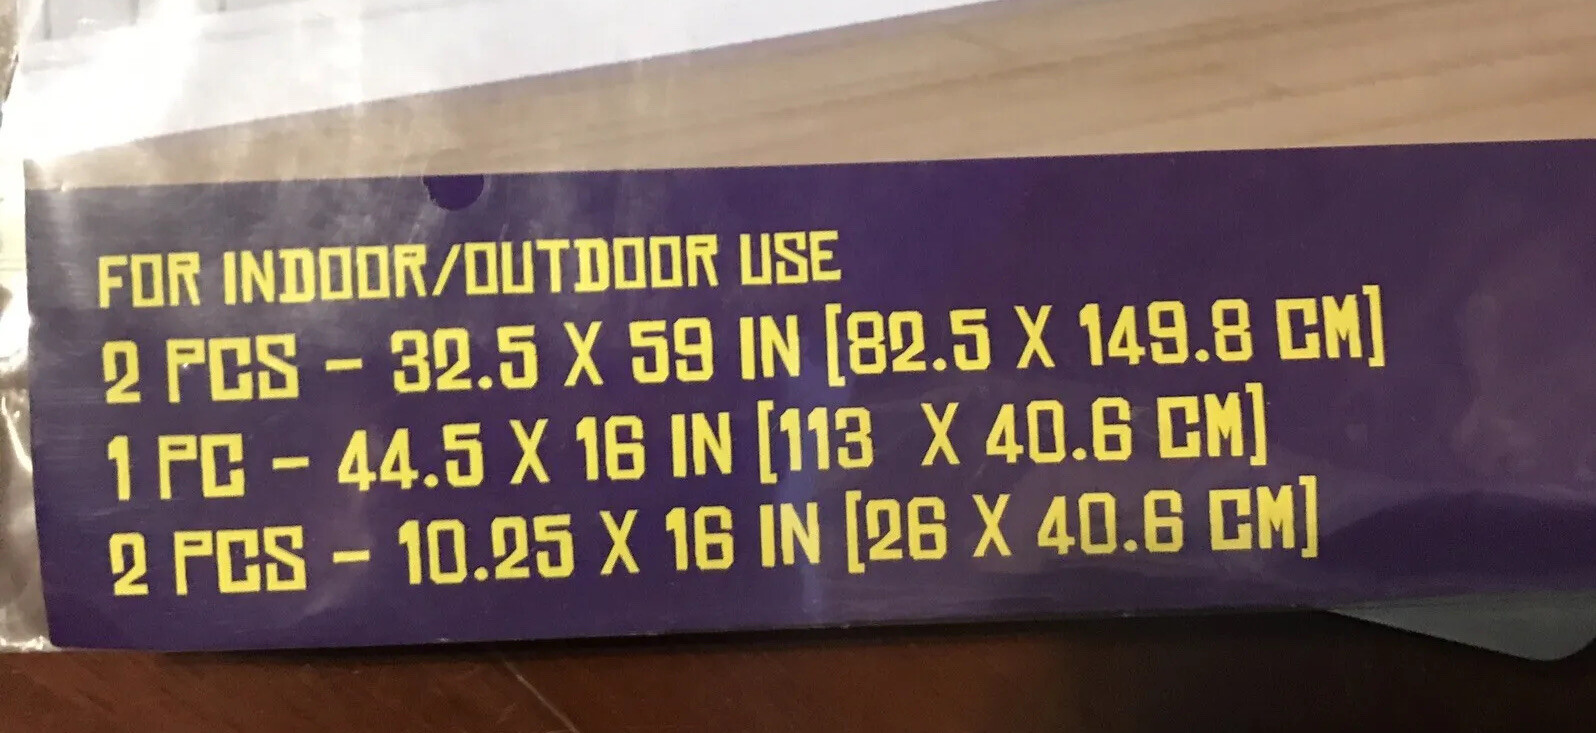 FOR INDOOR/OUTDOOR USE
2 PCS - 32.5 X 59 IN [82.5 X 149.8 CM]
1 PC - 44.5 X 16 IN [113 X 40.6 CM]
2 PCS - 10.25 X 16 IN [26 X 40.6 CM]